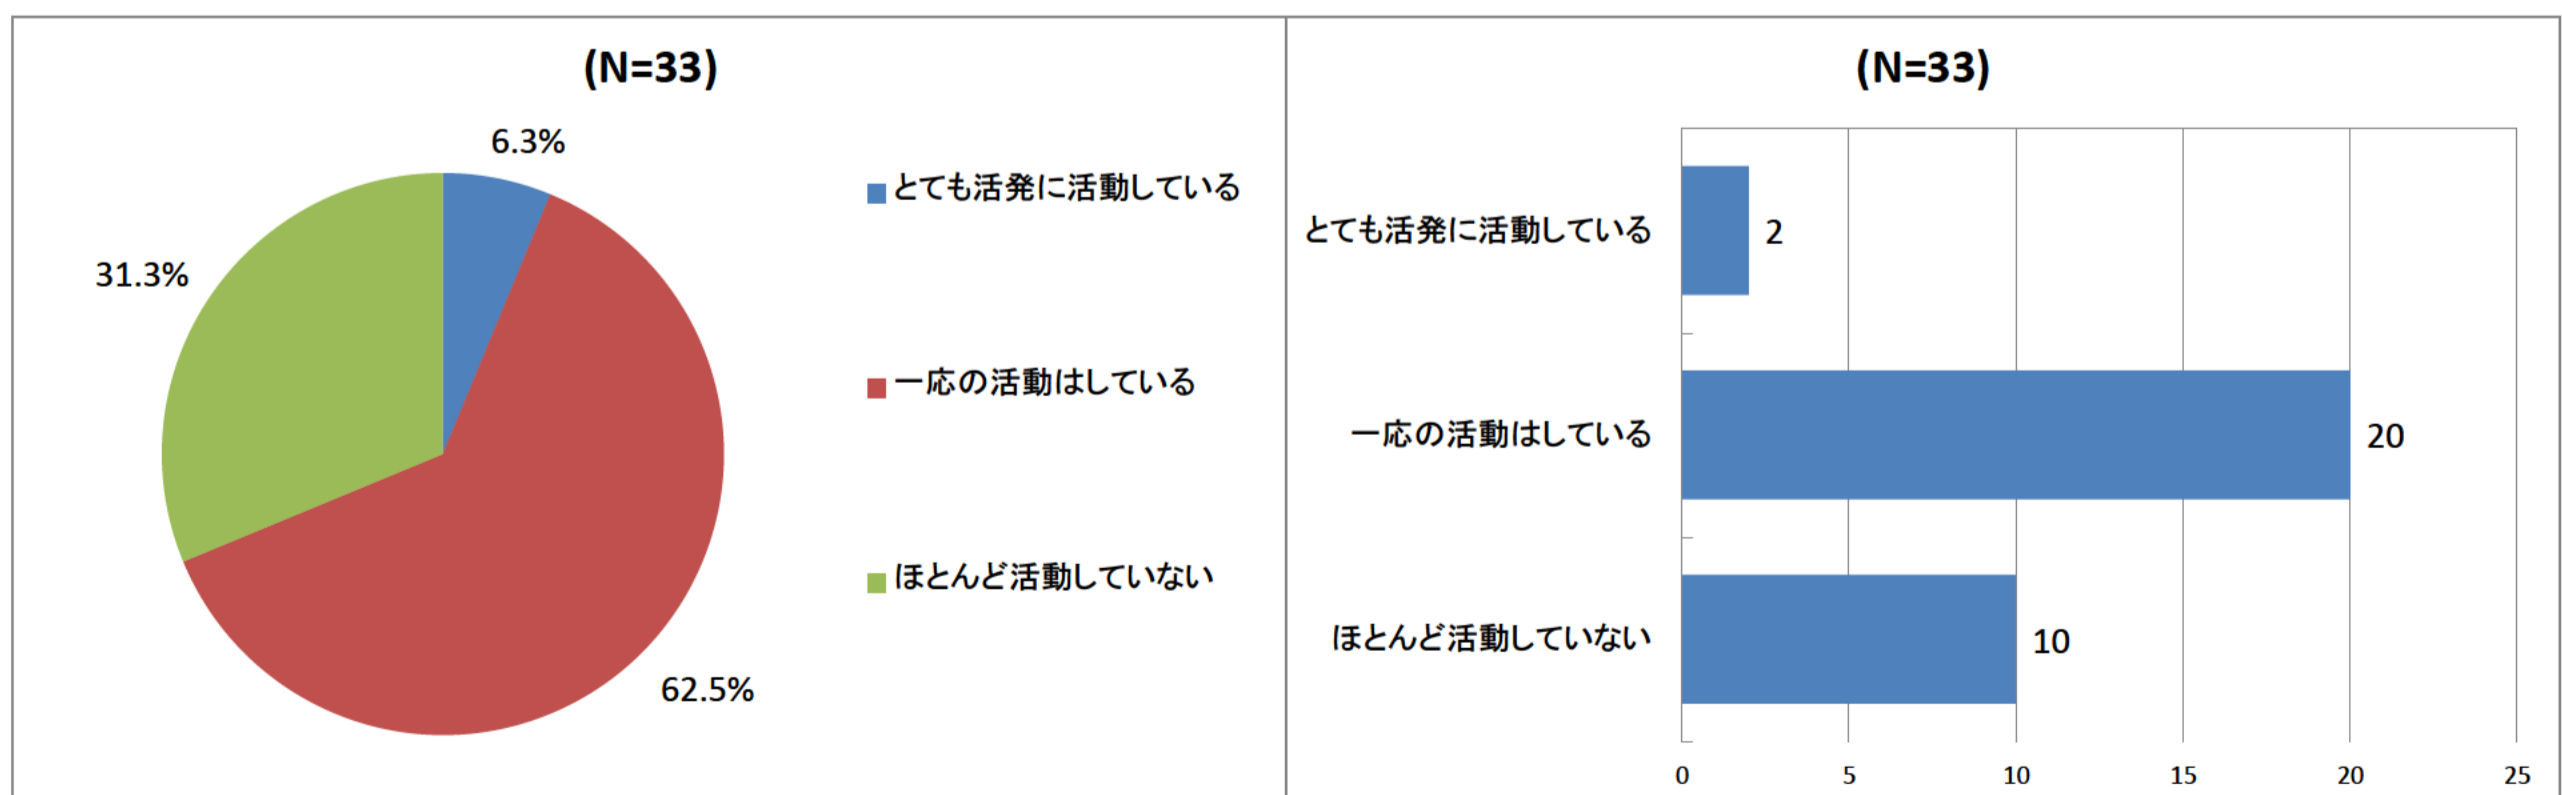 (N=33)
6.3%
31.3%
62.5%
とても活発に活動している
一応の活動はしている
ほとんど活動していない
(N=33)
とても活発に活動している
2
一応の活動はしている
20
ほとんど活動していない
10
0 5 10 15 20 25